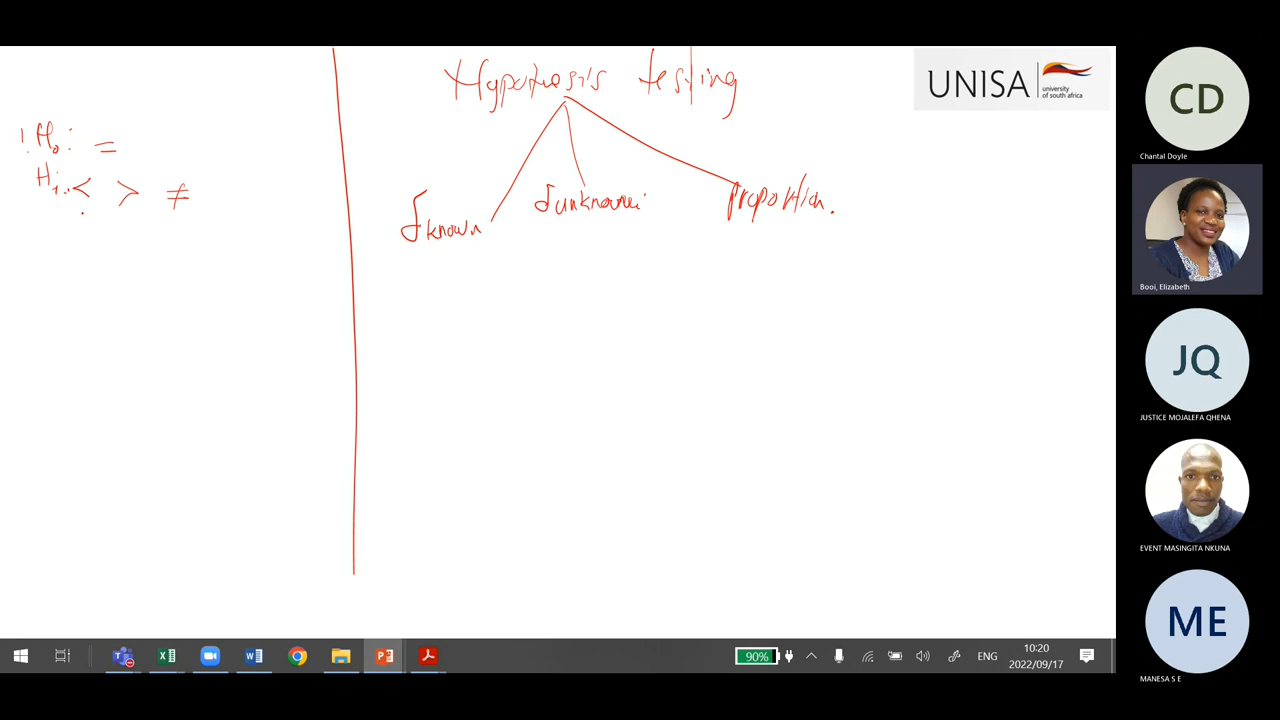 Hypothesis testing
UNISA
university
of south africa
! H₀: =
H₁: < > ≠
δ known
δ unknown
proportion.
CD
Chantal Doyle
Booi, Elizabeth
JQ
JUSTICE MOJALEFA QHENA
EVENT MASINGITA NKUNA
ME
MANESA S E
90%
ENG
10:20
2022/09/17